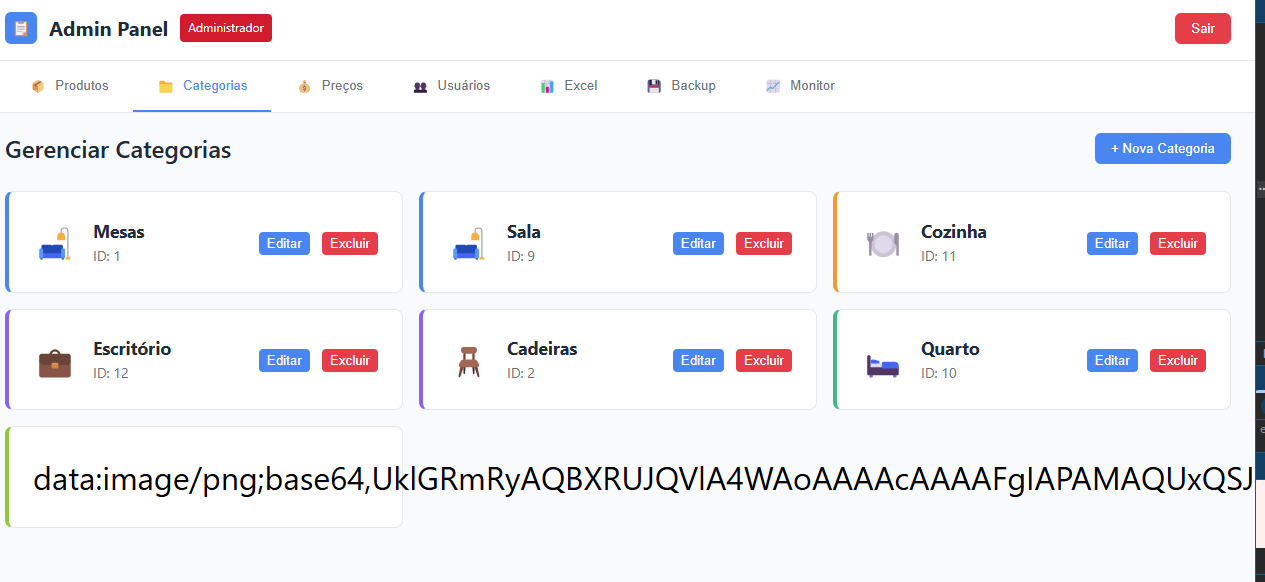 Admin Panel Administrador Sair
Produtos Categorias Preços Usuários Excel Backup Monitor
Gerenciar Categorias + Nova Categoria
Mesas
ID: 1
Editar Excluir
Sala
ID: 9
Editar Excluir
Cozinha
ID: 11
Editar Excluir
Escritório
ID: 12
Editar Excluir
Cadeiras
ID: 2
Editar Excluir
Quarto
ID: 10
Editar Excluir
data:image/png;base64,UklGRmRyAQBXRUJQVlA4WAoAAAAcAAAAFgIAPAMAQUxQSJ